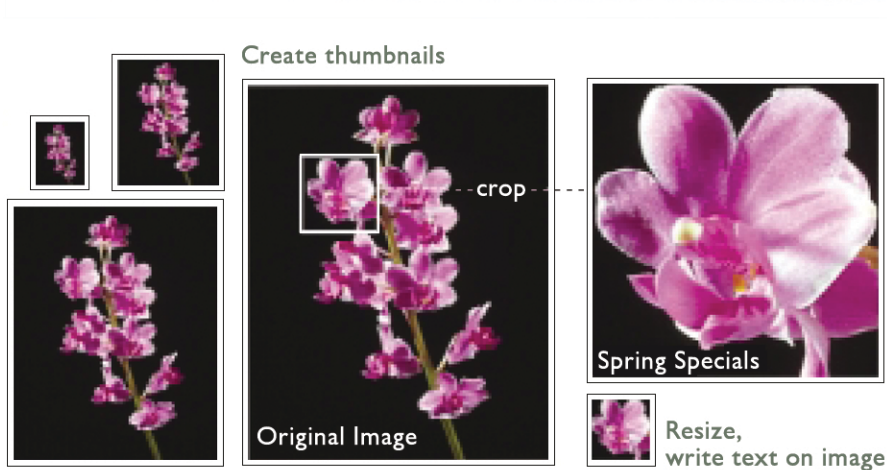 Create thumbnails
crop
Original Image
Spring Specials
Resize,
write text on image